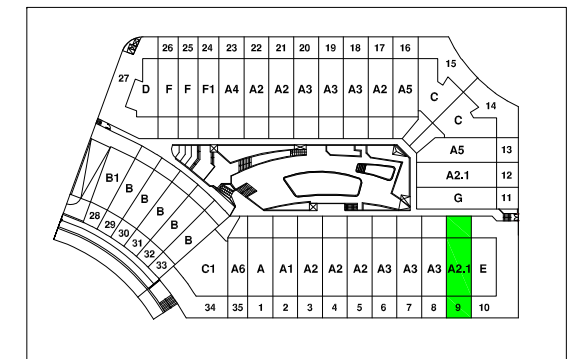 26 25 24 23 22 21 20 19 18 17 16
15
27
D F F F1 A4 A2 A2 A3 A3 A3 A2 A5
C
14
C
A5 13
A2.1 12
G 11
B1
B
B
B
B
B
28
29
30
31
32
33
C1 A6 A A1 A2 A2 A2 A3 A3 A3 A2.1 E
34 35 1 2 3 4 5 6 7 8 9 10